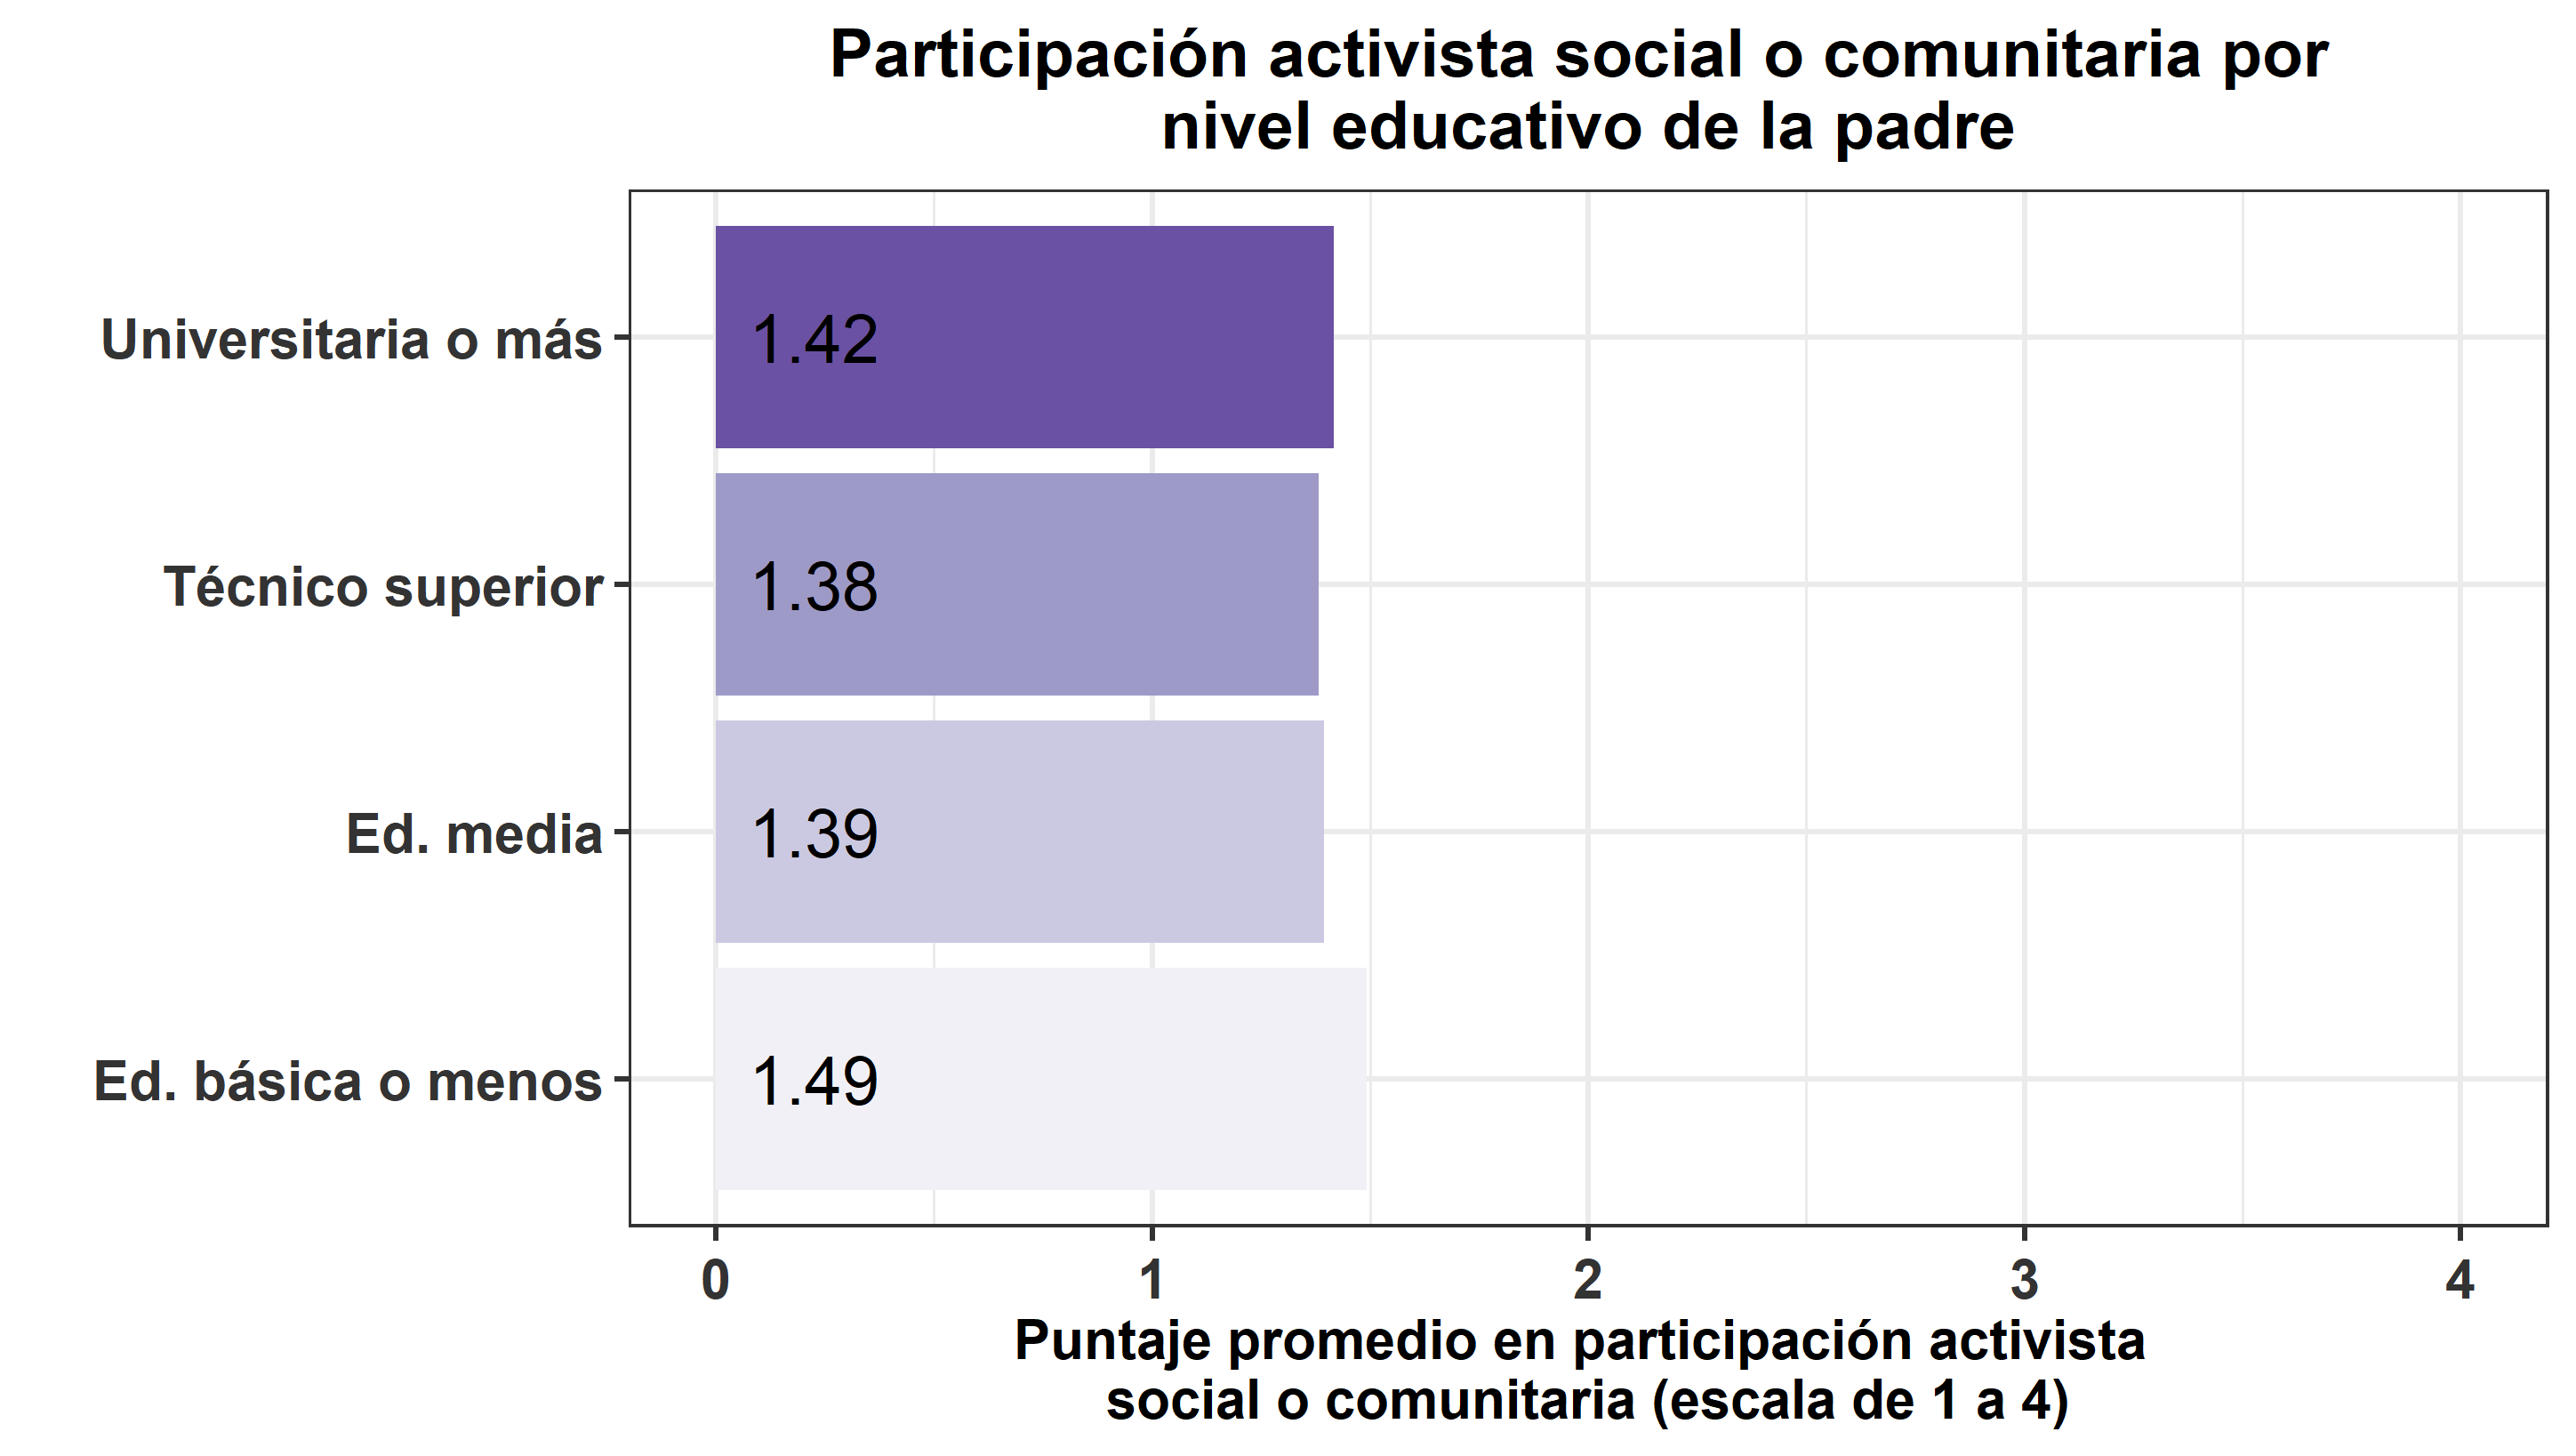 Participación activista social o comunitaria por
nivel educativo de la padre
Universitaria o más
1.42
Técnico superior
1.38
Ed. media
1.39
Ed. básica o menos
1.49
0 1 2 3 4
Puntaje promedio en participación activista
social o comunitaria (escala de 1 a 4)